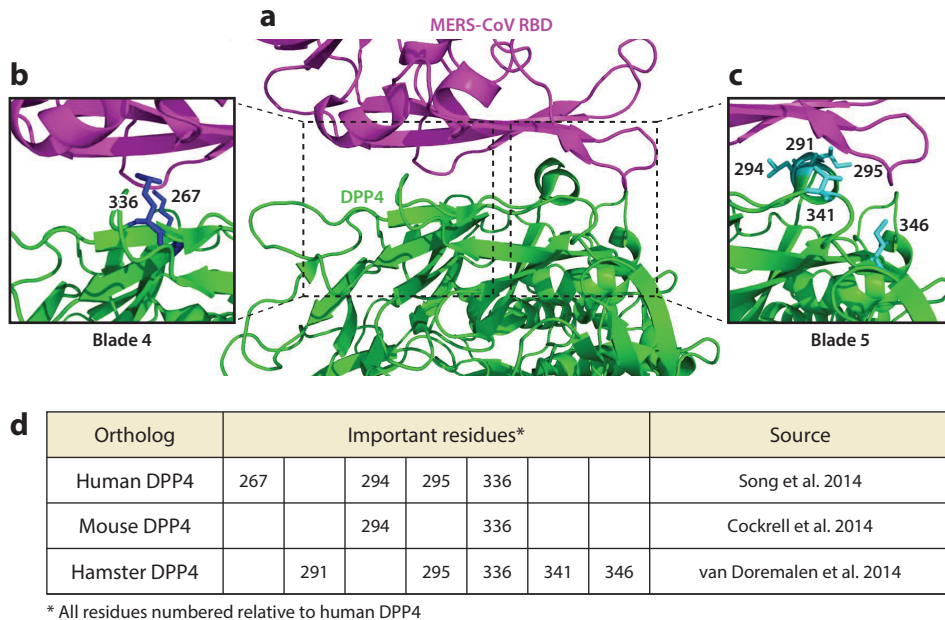 a
MERS-CoV RBD
b
336
267
Blade 4
DPP4
c
291
294
295
341
346
Blade 5
d
Ortholog Important residues* Source
Human DPP4 267 294 295 336 Song et al. 2014
Mouse DPP4 294 336 Cockrell et al. 2014
Hamster DPP4 291 295 336 341 346 van Doremalen et al. 2014
* All residues numbered relative to human DPP4